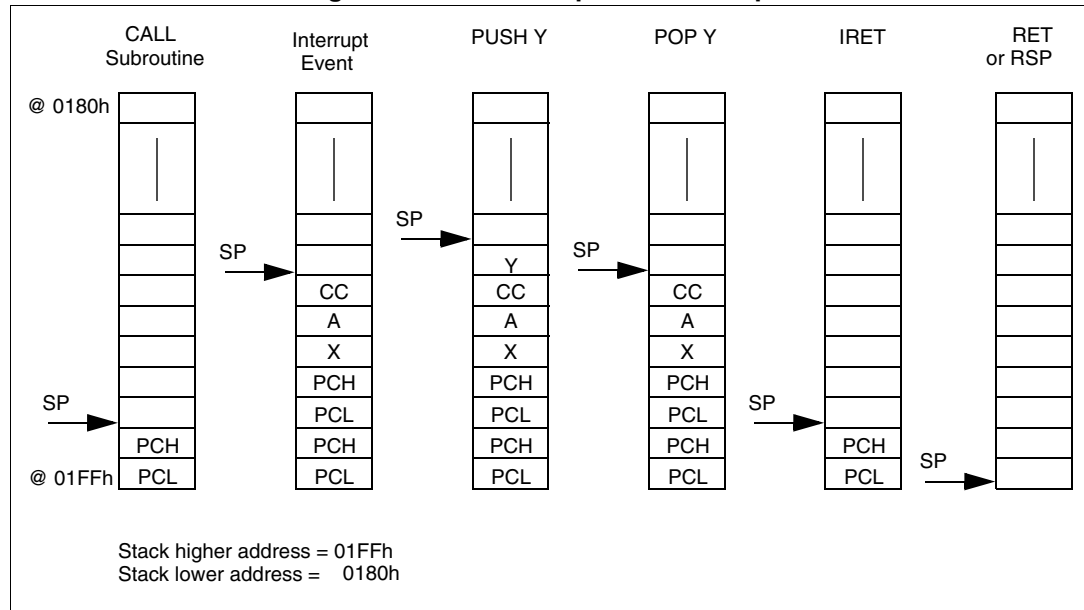 CALL
Subroutine
Interrupt
Event
PUSH Y
POP Y
IRET
RET
or RSP
@ 0180h
SP
SP
SP
Y
CC
CC
CC
A
A
A
X
X
X
PCH
PCH
PCH
SP
SP
PCL
PCL
PCL
PCH
PCH
PCH
PCH
PCH
SP
@ 01FFh
PCL
PCL
PCL
PCL
PCL
Stack higher address = 01FFh
Stack lower address = 0180h